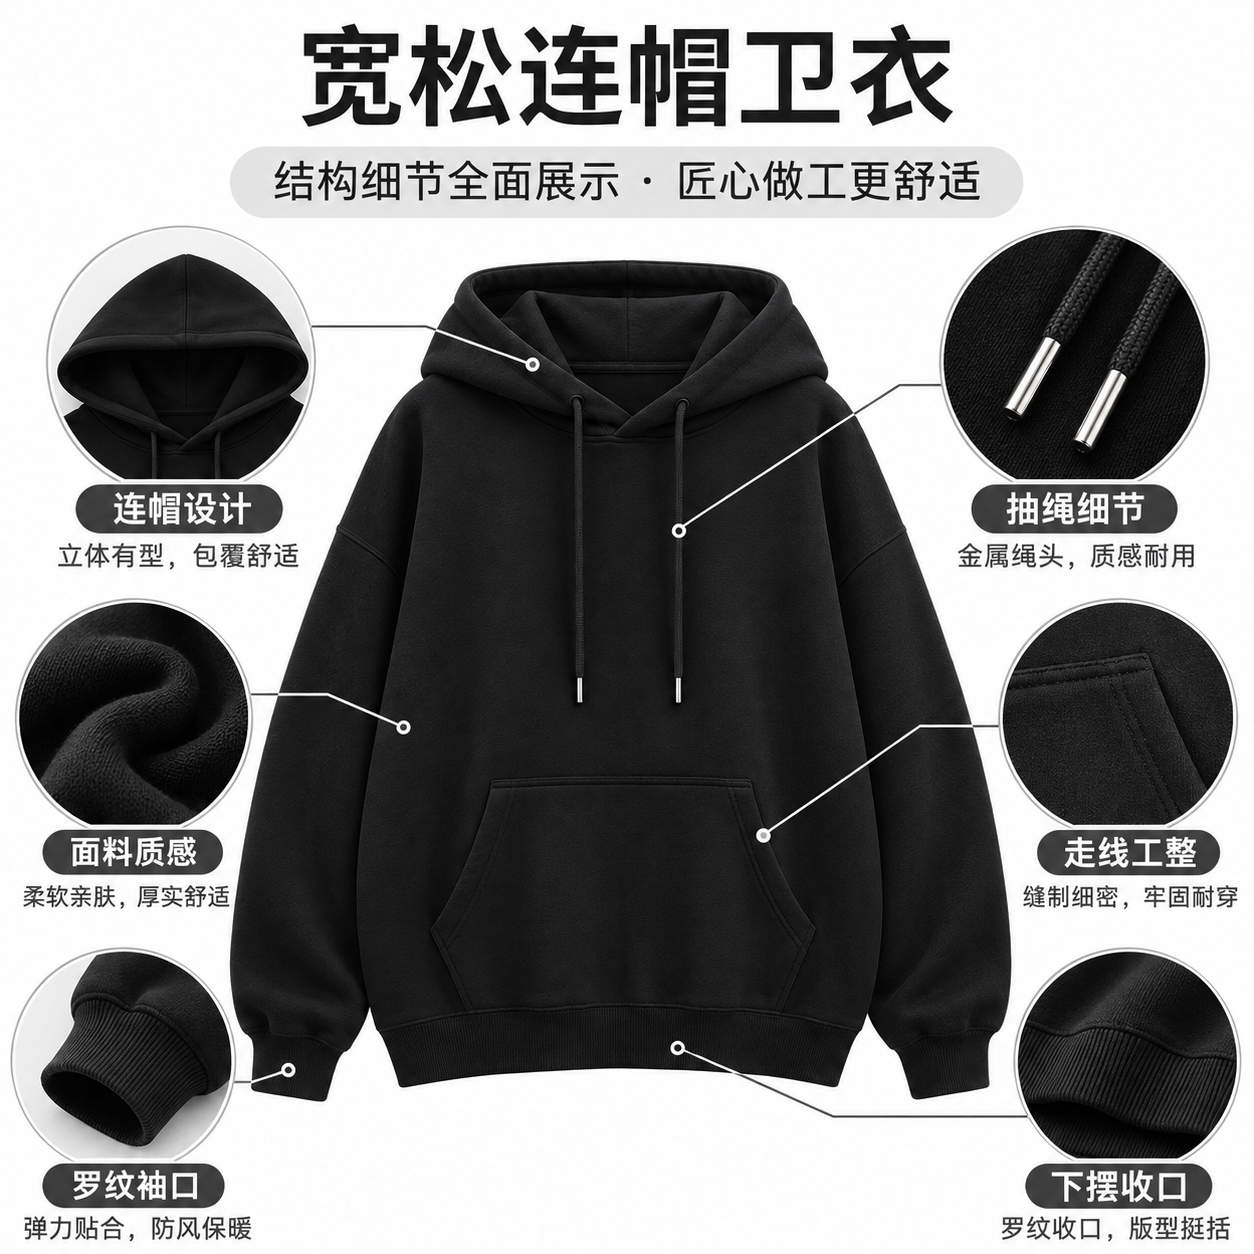 宽松连帽卫衣
结构细节全面展示 · 匠心做工更舒适
连帽设计
立体有型，包覆舒适
抽绳细节
金属绳头，质感耐用
面料质感
柔软亲肤，厚实舒适
走线工整
缝制细密，牢固耐穿
罗纹袖口
弹力贴合，防风保暖
下摆收口
罗纹收口，版型挺括